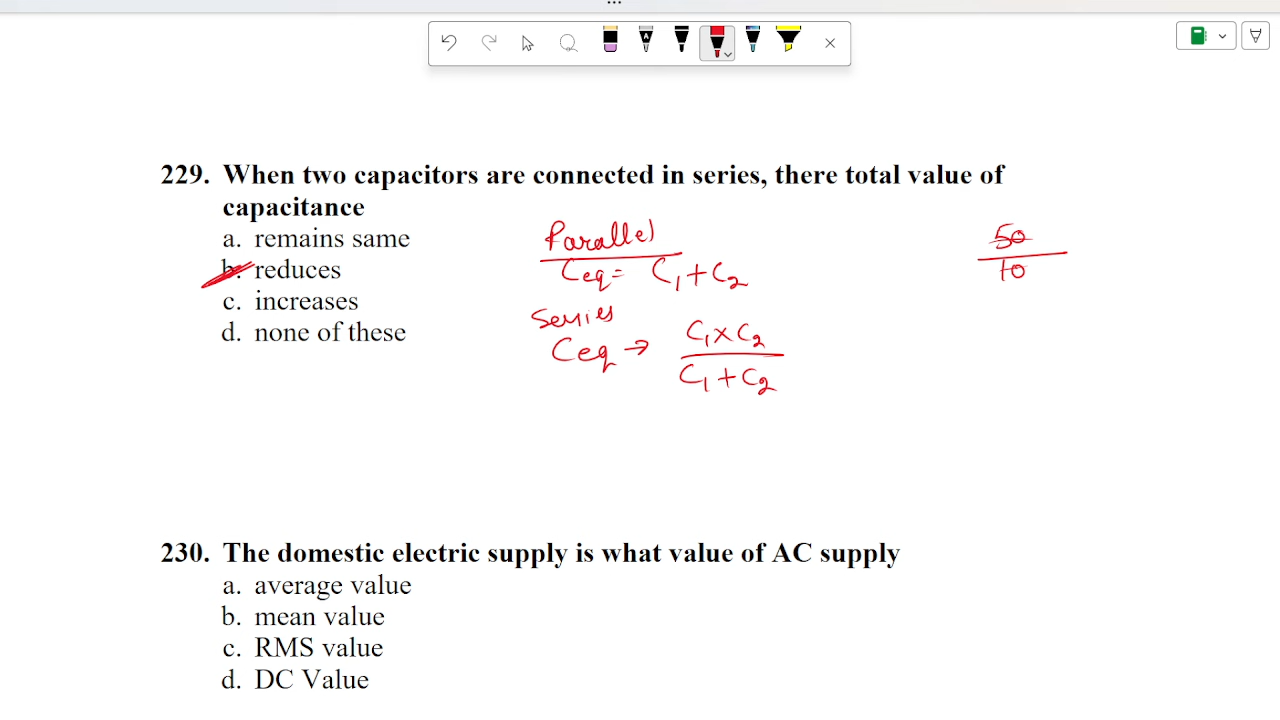 229. When two capacitors are connected in series, there total value of
capacitance
a. remains same
b. reduces
c. increases
d. none of these
Parallel
Ceq = C₁ + C₂
Series
Ceq → C₁ × C₂
C₁ + C₂
50
10
230. The domestic electric supply is what value of AC supply
a. average value
b. mean value
c. RMS value
d. DC Value